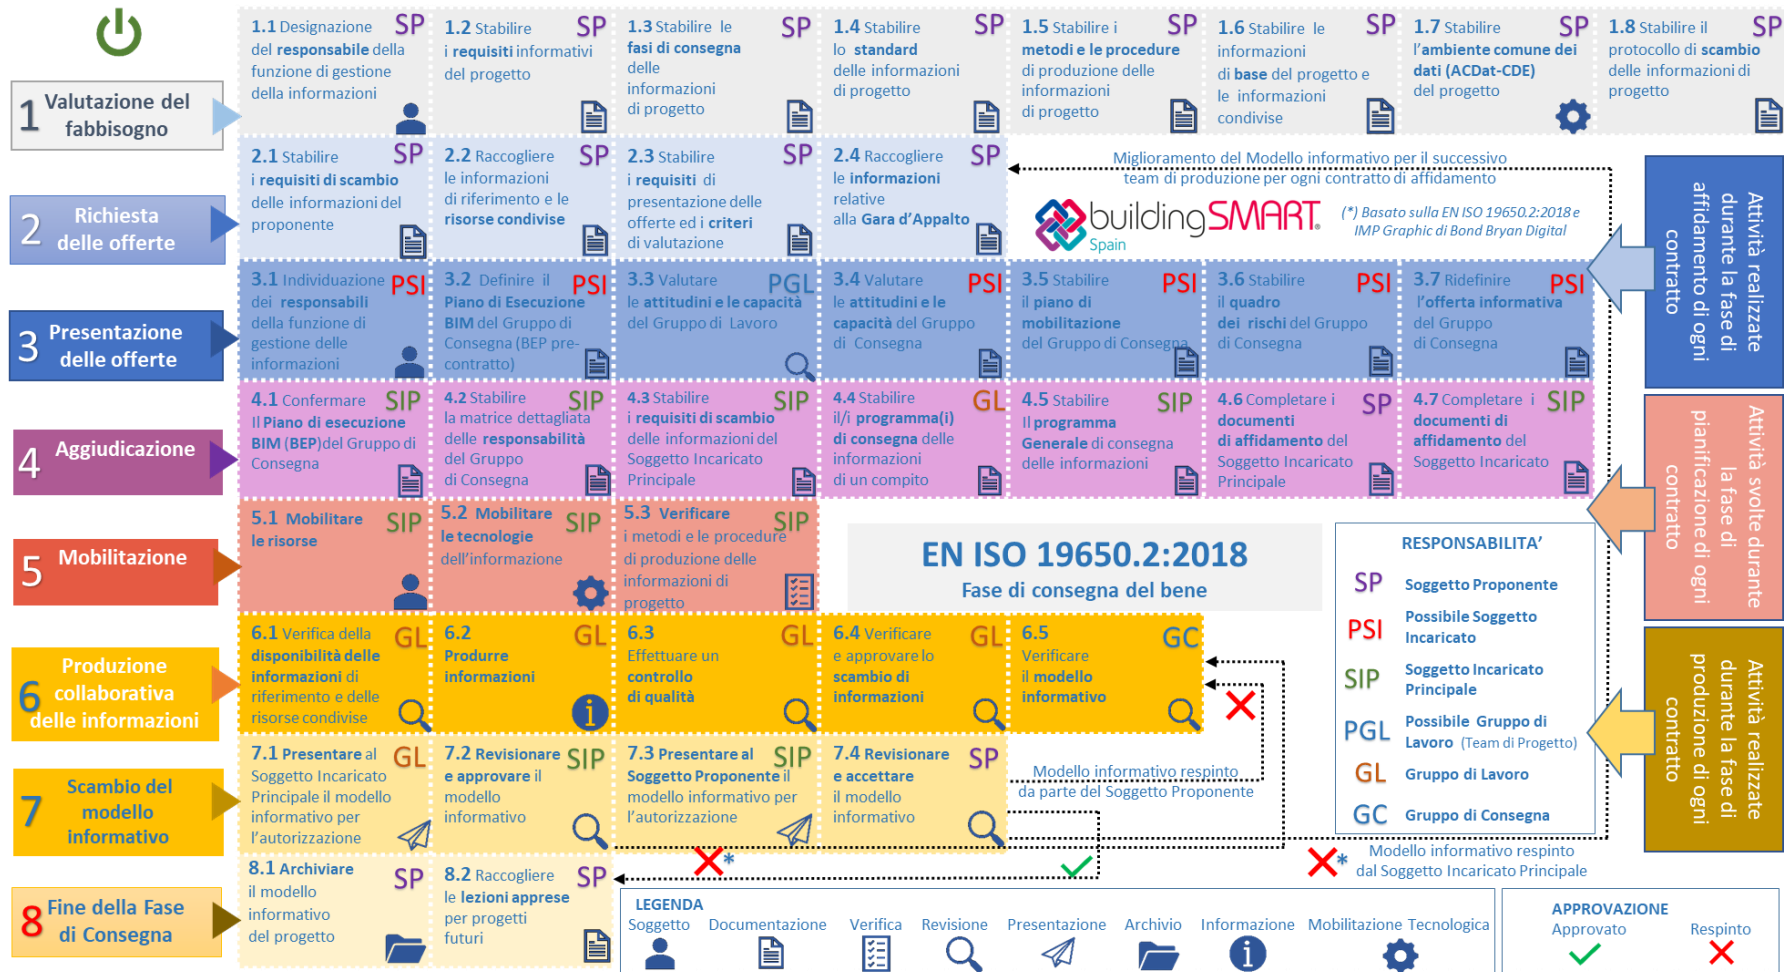 1.1 Designazione SP
del responsabile della
funzione di gestione
della informazioni
1.2 Stabilire SP
i requisiti informativi
del progetto
1.3 Stabilire le SP
fasi di consegna
delle
informazioni
di progetto
1.4 Stabilire SP
lo standard
delle informazioni
di progetto
1.5 Stabilire i SP
metodi e le procedure
di produzione delle
informazioni
di progetto
1.6 Stabilire le SP
informazioni
di base del progetto e
le informazioni
condivise
1.7 Stabilire SP
l'ambiente comune dei
dati (ACDat-CDE)
del progetto
1.8 Stabilire il SP
protocollo di scambio
delle informazioni di
progetto
1 Valutazione del
fabbisogno
2.1 Stabilire SP
i requisiti di scambio
delle informazioni del
proponente
2.2 Raccogliere SP
le informazioni
di riferimento e le
risorse condivise
2.3 Stabilire SP
i requisiti di
presentazione delle
offerte ed i criteri
di valutazione
2.4 Raccogliere SP
le informazioni
relative
alla Gara d'Appalto
Miglioramento del Modello informativo per il successivo
team di produzione per ogni contratto di affidamento
buildingSMART®
Spain
(*) Basato sulla EN ISO 19650.2:2018 e
IMP Graphic di Bond Bryan Digital
2 Richiesta
delle offerte
3.1 Individuazione PSI
dei responsabili
della funzione di
gestione delle
informazioni
3.2 Definire il PSI
Piano di Esecuzione
BIM del Gruppo di
Consegna (BEP pre-
contratto)
3.3 Valutare PGL
le attitudini e le capacità
del Gruppo di Lavoro
3.4 Valutare PSI
le attitudini e le
capacità del Gruppo
di Consegna
3.5 Stabilire PSI
il piano di
mobilitazione
del Gruppo di Consegna
3.6 Stabilire PSI
il quadro
dei rischi del Gruppo
di Consegna
3.7 Ridefinire PSI
l'offerta informativa
del Gruppo
di Consegna
3 Presentazione
delle offerte
4.1 Confermare SIP
Il Piano di esecuzione
BIM (BEP)del Gruppo di
Consegna
4.2 Stabilire SIP
la matrice dettagliata
delle responsabilità
del Gruppo
di Consegna
4.3 Stabilire SIP
i requisiti di scambio
delle informazioni del
Soggetto Incaricato
Principale
4.4 Stabilire GL
il/i programma(i)
di consegna delle
informazioni
di un compito
4.5 Stabilire SIP
Il programma
Generale di consegna
delle informazioni
4.6 Completare i SP
documenti
di affidamento del
Soggetto Incaricato
Principale
4.7 Completare i SIP
documenti di
affidamento del
Soggetto Incaricato
4 Aggiudicazione
5.1 Mobilitare SIP
le risorse
5.2 Mobilitare SIP
le tecnologie
dell'informazione
5.3 Verificare SIP
i metodi e le procedure
di produzione delle
informazioni di
progetto
5 Mobilitazione
EN ISO 19650.2:2018
Fase di consegna del bene
RESPONSABILITA'
SP Soggetto Proponente
PSI Possibile Soggetto
Incaricato
SIP Soggetto Incaricato
Principale
PGL Possibile Gruppo di
Lavoro (Team di Progetto)
GL Gruppo di Lavoro
GC Gruppo di Consegna
6.1 Verifica della GL
disponibilità delle
informazioni di
riferimento e delle
risorse condivise
6.2 GL
Produrre
informazioni
6.3 GL
Effettuare un
controllo
di qualità
6.4 Verificare GL
e approvare lo
scambio di
informazioni
6.5 GC
Verificare
il modello
informativo
6 Produzione
collaborativa
delle informazioni
7.1 Presentare al GL
Soggetto Incaricato
Principale il modello
informativo per
l'autorizzazione
7.2 Revisionare SIP
e approvare il
modello
informativo
7.3 Presentare al SIP
Soggetto Proponente il
modello informativo per
l'autorizzazione
7.4 Revisionare SP
e accettare
il modello
informativo
Modello informativo respinto
da parte del Soggetto Proponente
7 Scambio del
modello
informativo
*
*
Modello informativo respinto
dal Soggetto Incaricato Principale
8.1 Archiviare SP
il modello
informativo
del progetto
8.2 Raccogliere SP
le lezioni apprese
per progetti
futuri
8 Fine della Fase
di Consegna
LEGENDA
Soggetto Documentazione Verifica Revisione Presentazione Archivio Informazione Mobilitazione Tecnologica
i
i
APPROVAZIONE
Approvato Respinto
Attività realizzate
durante la fase di
affidamento di ogni
contratto
Attività svolte durante
la fase di
pianificazione di ogni
contratto
Attività realizzate
durante la fase di
produzione di ogni
contratto